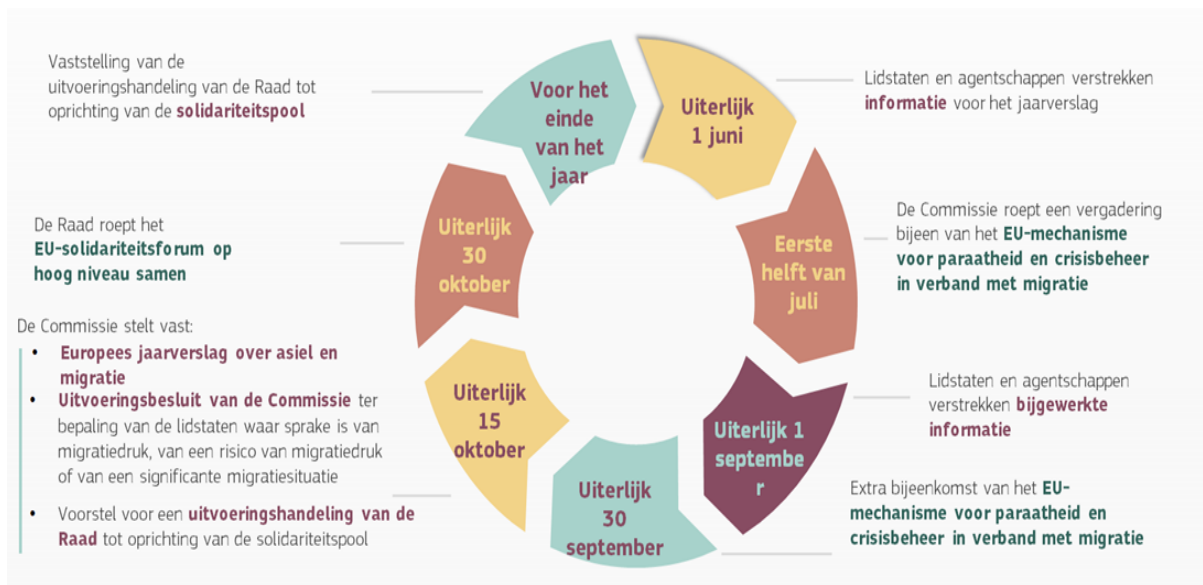 Uiterlijk
1 juni
Lidstaten en agentschappen verstrekken
informatie voor het jaarverslag
Eerste
helft van
juli
De Commissie roept een vergadering
bijeen van het EU-mechanisme
voor paraatheid en crisisbeheer
in verband met migratie
Uiterlijk 1
septembe
r
Lidstaten en agentschappen
verstrekken bijgewerkte
informatie
Uiterlijk
30
september
Extra bijeenkomst van het EU-
mechanisme voor paraatheid en
crisisbeheer in verband met migratie
Uiterlijk
15
oktober
De Commissie stelt vast:
• Europees jaarverslag over asiel en
migratie
• Uitvoeringsbesluit van de Commissie ter
bepaling van de lidstaten waar sprake is van
migratiedruk, van een risico van migratiedruk
of van een significante migratiesituatie
• Voorstel voor een uitvoeringshandeling van de
Raad tot oprichting van de solidariteitspool
Uiterlijk
30
oktober
De Raad roept het
EU-solidariteitsforum op
hoog niveau samen
Voor het
einde
van het
jaar
Vaststelling van de
uitvoeringshandeling van de Raad tot
oprichting van de solidariteitspool